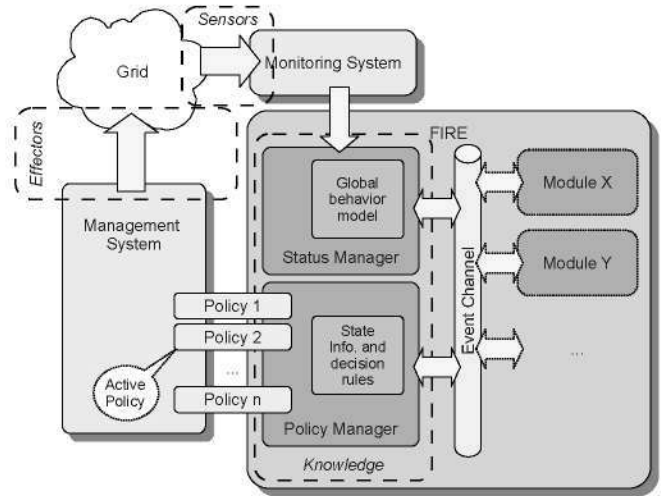 Sensors
Grid
Monitoring System
Effectors
FIRE
Global
behavior
model
Status Manager
Module X
Module Y
...
Event Channel
Management
System
Policy 1
Policy 2
...
Policy n
Active
Policy
State
Info. and
decision
rules
Policy Manager
Knowledge